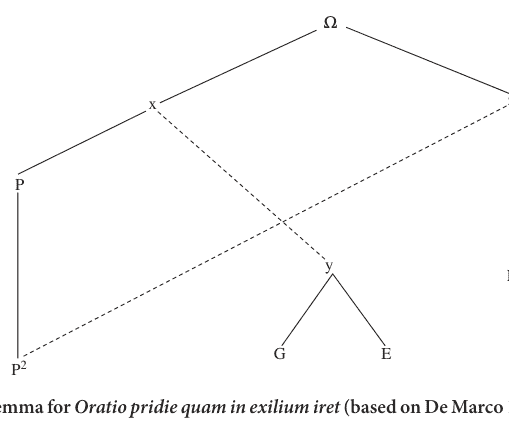 Ω
x
P
y
G E
P²
emma for Oratio pridie quam in exilium iret (based on De Marco